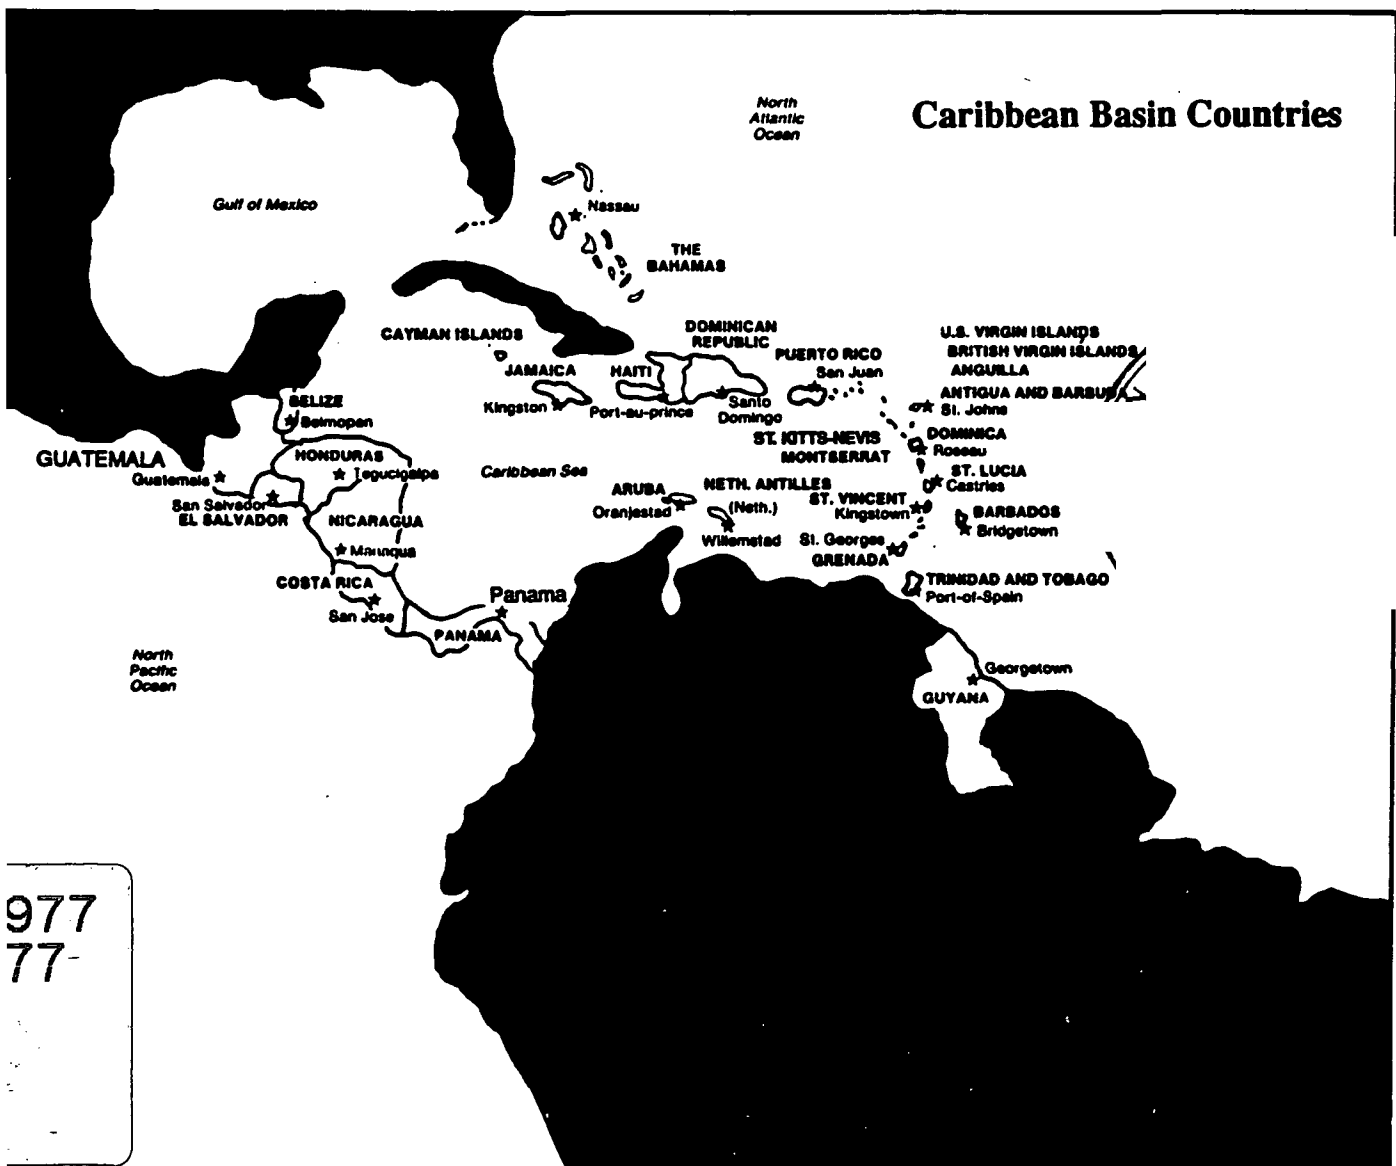 North
Atlantic
Ocean
Caribbean Basin Countries
Gulf of Mexico
Nassau
THE
BAHAMAS
CAYMAN ISLANDS
DOMINICAN
REPUBLIC
U.S. VIRGIN ISLANDS
BRITISH VIRGIN ISLANDS
ANGUILLA
PUERTO RICO
San Juan
JAMAICA
HAITI
ANTIGUA AND BARBUDA
St. Johns
Kingston
Port-au-prince
Santo
Domingo
BELIZE
Belmopan
ST. KITTS-NEVIS
MONTSERRAT
DOMINICA
Roseau
GUATEMALA
Guatemala
HONDURAS
Tegucigalpa
Caribbean Sea
ST. LUCIA
Castries
San Salvador
EL SALVADOR
NICARAGUA
Managua
ARUBA
Oranjestad
NETH. ANTILLES
(Neth.)
Willemstad
ST. VINCENT
Kingstown
BARBADOS
Bridgetown
St. Georges
GRENADA
COSTA RICA
San Jose
Panama
PANAMA
TRINIDAD AND TOBAGO
Port-of-Spain
North
Pacific
Ocean
Georgetown
GUYANA
977
77-